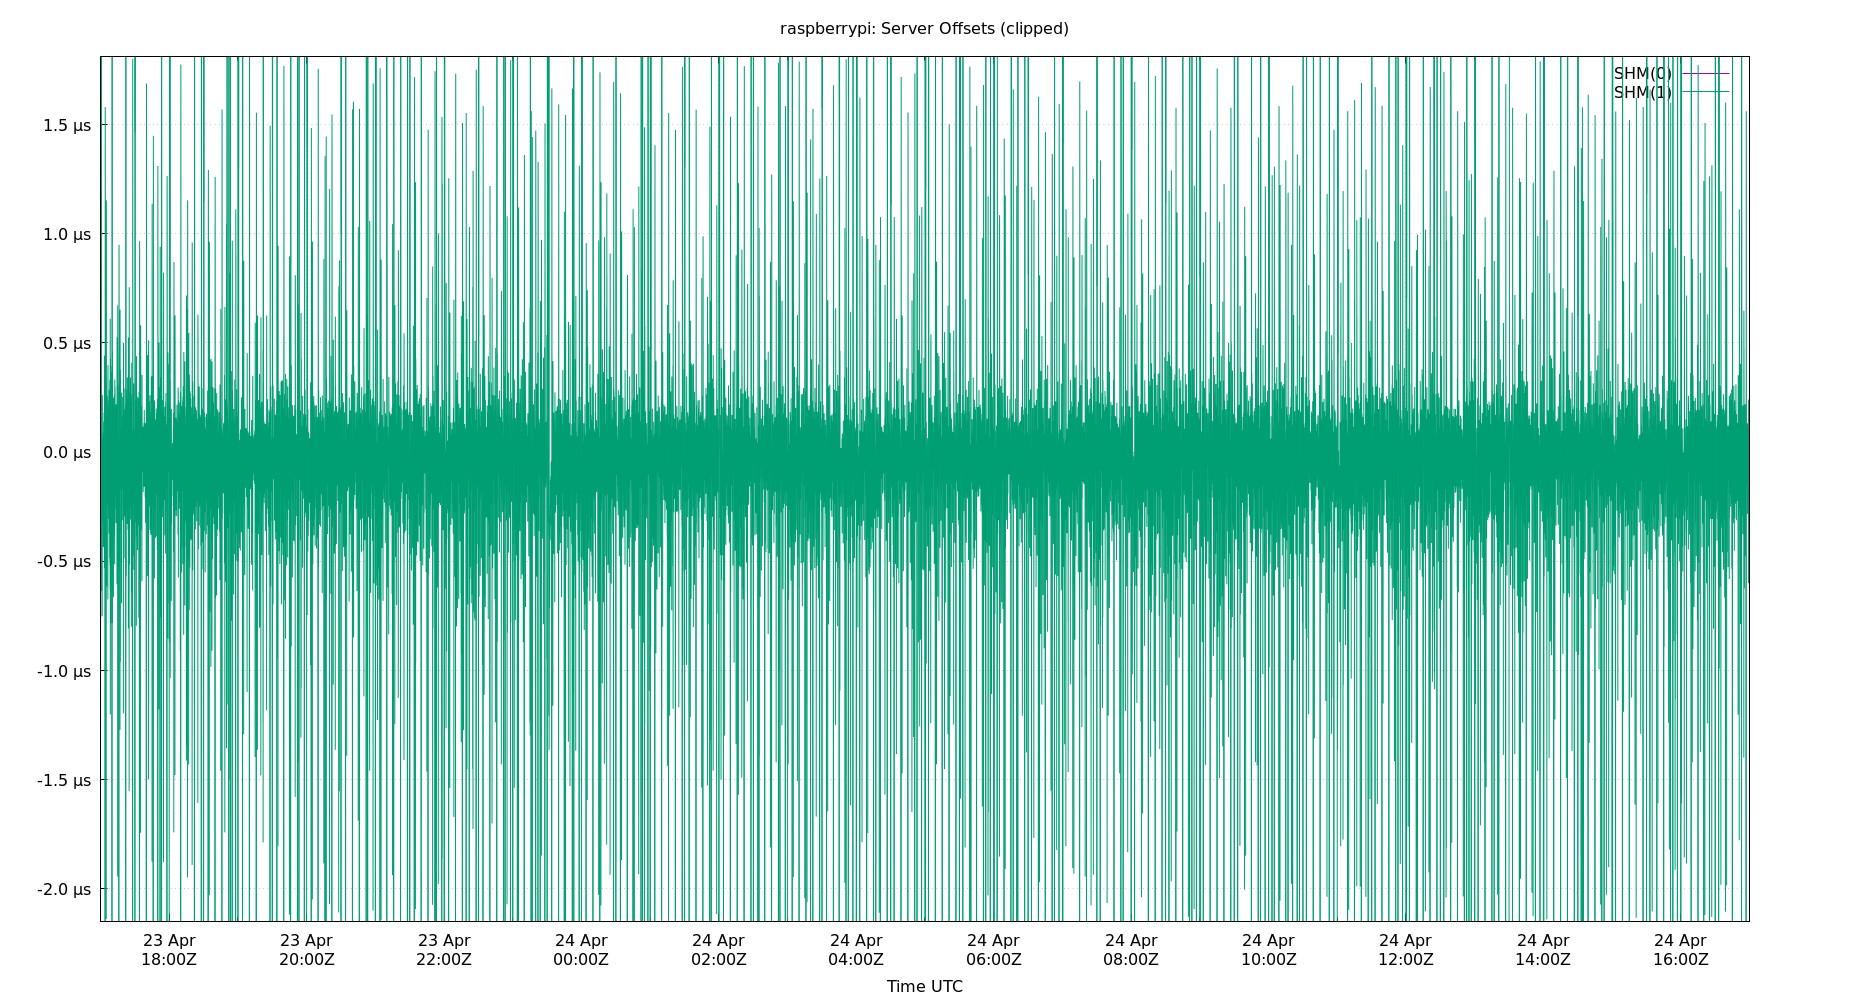 raspberrypi: Server Offsets (clipped)
SHM(0)
SHM(1)
1.5 µs
1.0 µs
0.5 µs
0.0 µs
-0.5 µs
-1.0 µs
-1.5 µs
-2.0 µs
23 Apr 23 Apr 23 Apr 24 Apr 24 Apr 24 Apr 24 Apr 24 Apr 24 Apr 24 Apr 24 Apr 24 Apr
18:00Z 20:00Z 22:00Z 00:00Z 02:00Z 04:00Z 06:00Z 08:00Z 10:00Z 12:00Z 14:00Z 16:00Z
Time UTC